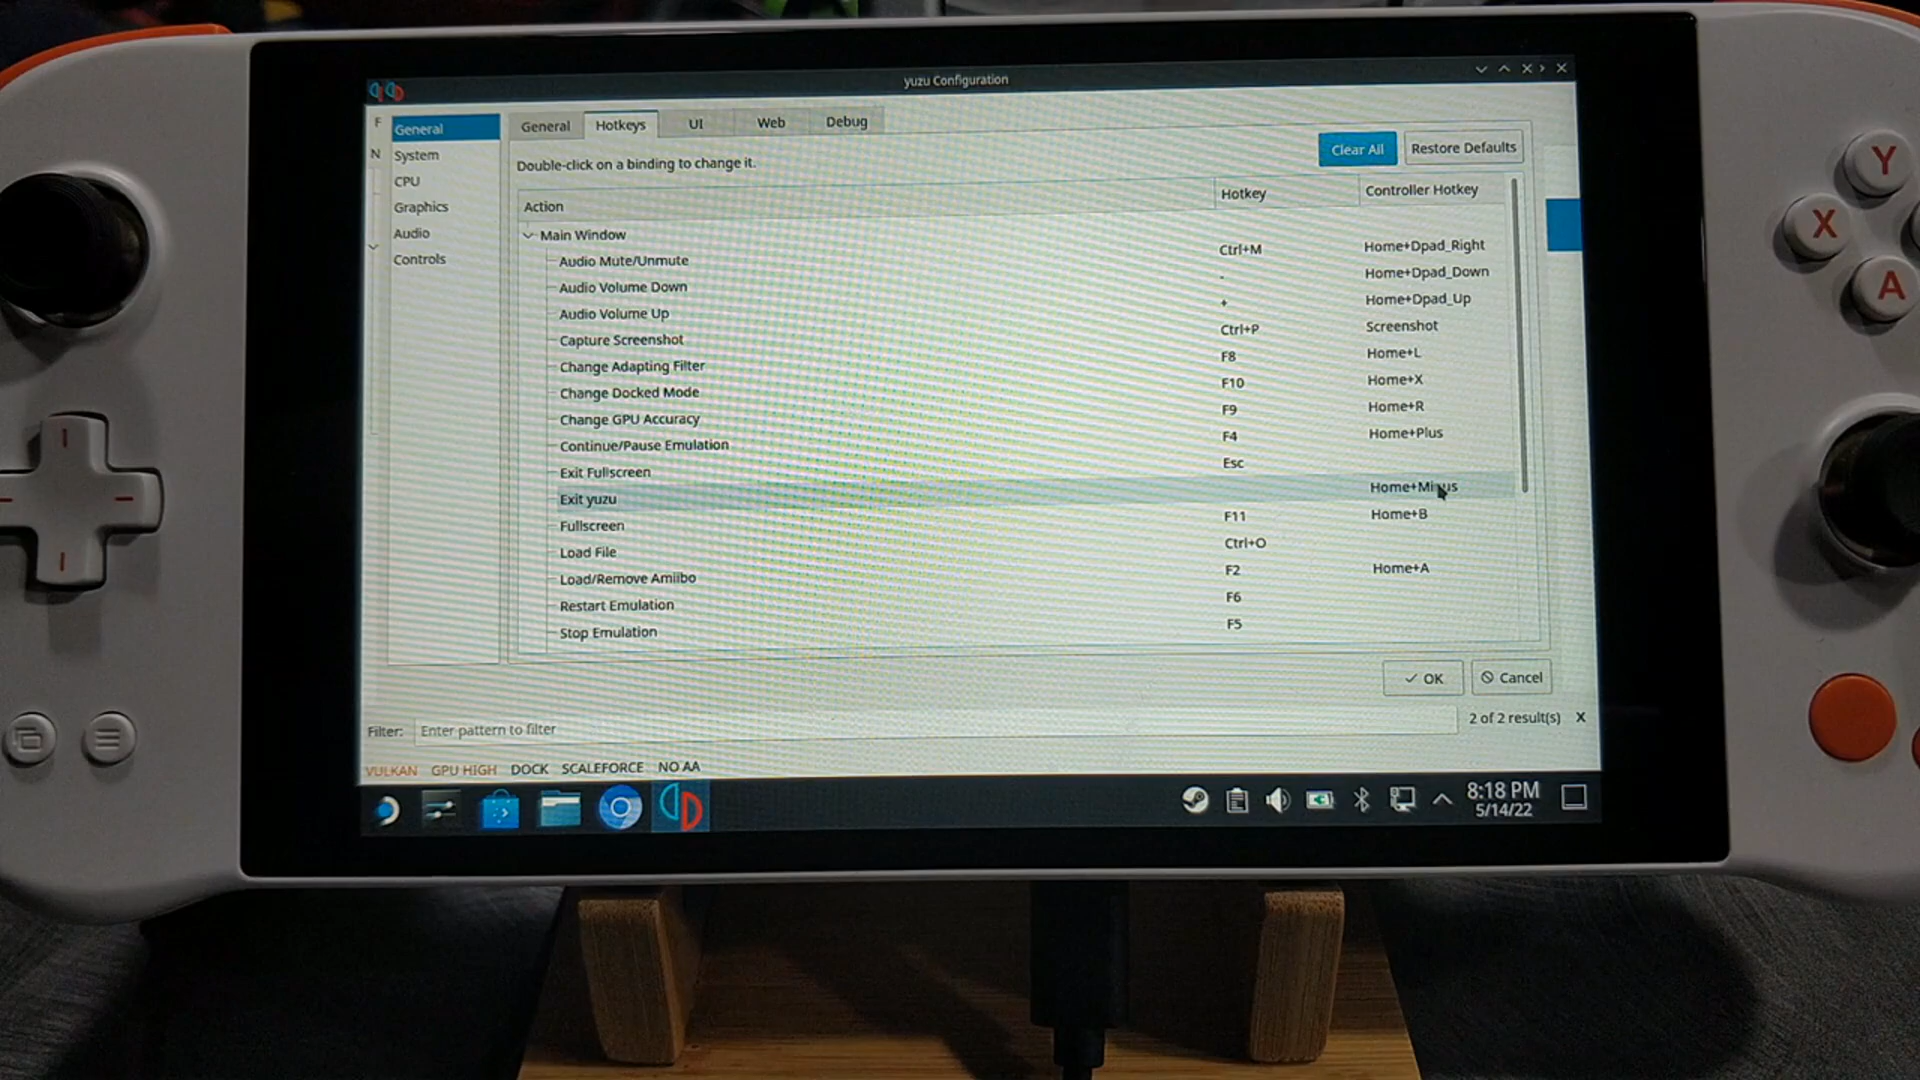 yuzu Configuration
F
N
General
System
CPU
Graphics
Audio
Controls
General Hotkeys UI Web Debug
Double-click on a binding to change it.
Clear All Restore Defaults
Action Hotkey Controller Hotkey
Main Window
Audio Mute/Unmute Ctrl+M Home+Dpad_Right
Audio Volume Down - Home+Dpad_Down
Audio Volume Up + Home+Dpad_Up
Capture Screenshot Ctrl+P Screenshot
Change Adapting Filter F8 Home+L
Change Docked Mode F10 Home+X
Change GPU Accuracy F9 Home+R
Continue/Pause Emulation F4 Home+Plus
Exit Fullscreen Esc
Exit yuzu Home+Minus
Fullscreen F11 Home+B
Load File Ctrl+O
Load/Remove Amiibo F2 Home+A
Restart Emulation F6
Stop Emulation F5
OK Cancel
Filter: Enter pattern to filter 2 of 2 result(s) X
VULKAN GPU HIGH DOCK SCALEFORCE NO AA
8:18 PM
5/14/22
Y
X
A